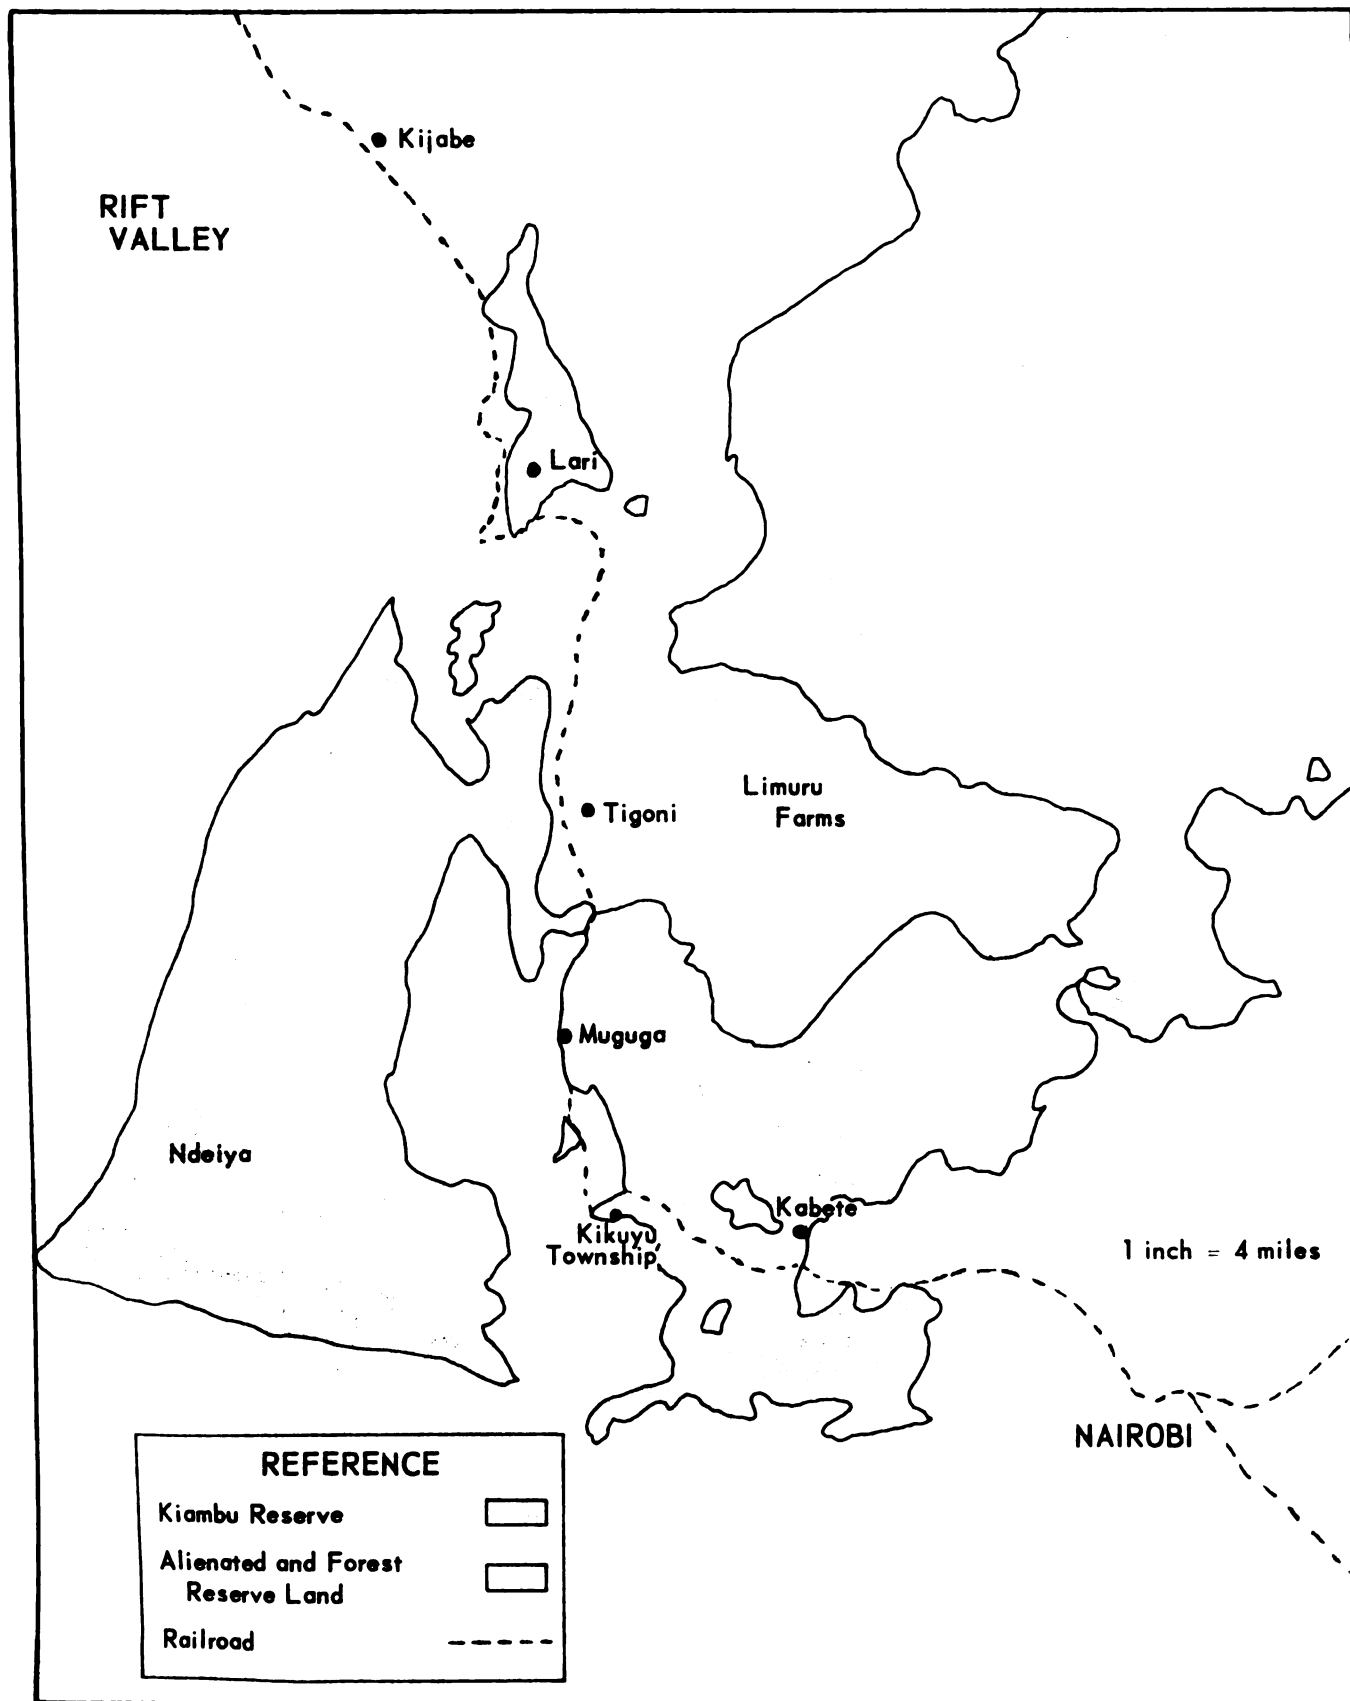 Kijabe
RIFT
VALLEY
Lari
Limuru
Farms
Tigoni
Muguga
Ndeiya
Kabete
Kikuyu
Township
1 inch = 4 miles
NAIROBI
REFERENCE
Kiambu Reserve
Alienated and Forest
Reserve Land
Railroad